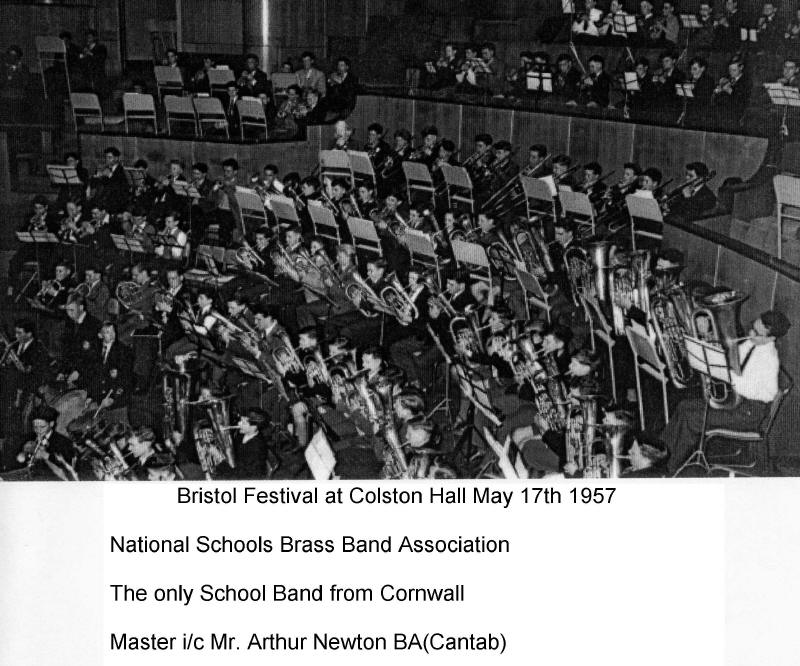 Bristol Festival at Colston Hall May 17th 1957
National Schools Brass Band Association
The only School Band from Cornwall
Master i/c Mr. Arthur Newton BA(Cantab)